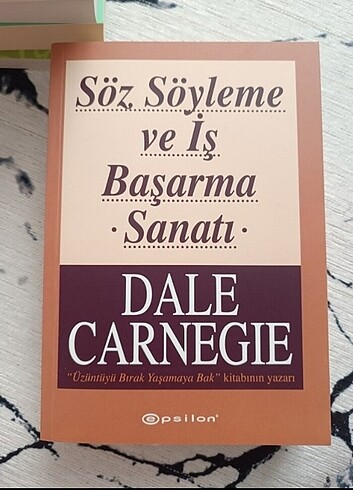 Söz Söyleme
ve İş
Başarma
· Sanatı ·
DALE
CARNEGIE
"Üzüntüyü Bırak Yaşamaya Bak" kitabının yazarı
epsilon®